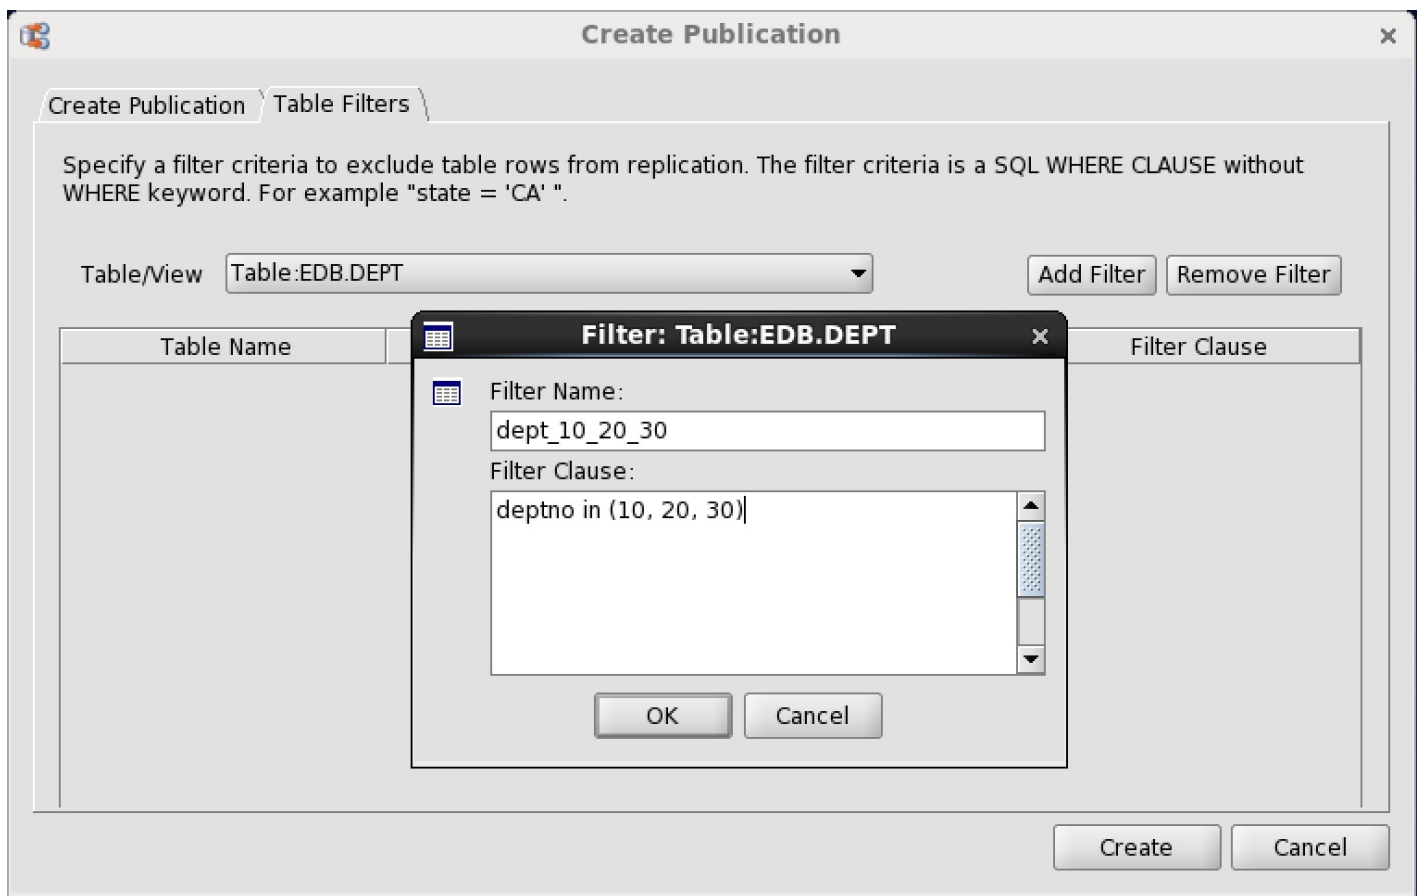 Create Publication
Create Publication
Table Filters
Specify a filter criteria to exclude table rows from replication. The filter criteria is a SQL WHERE CLAUSE without
WHERE keyword. For example "state = 'CA' ".
Table/View
Table:EDB.DEPT
Add Filter
Remove Filter
Table Name
Filter Clause
Filter: Table:EDB.DEPT
Filter Name:
dept_10_20_30
Filter Clause:
deptno in (10, 20, 30)
OK
Cancel
Create
Cancel